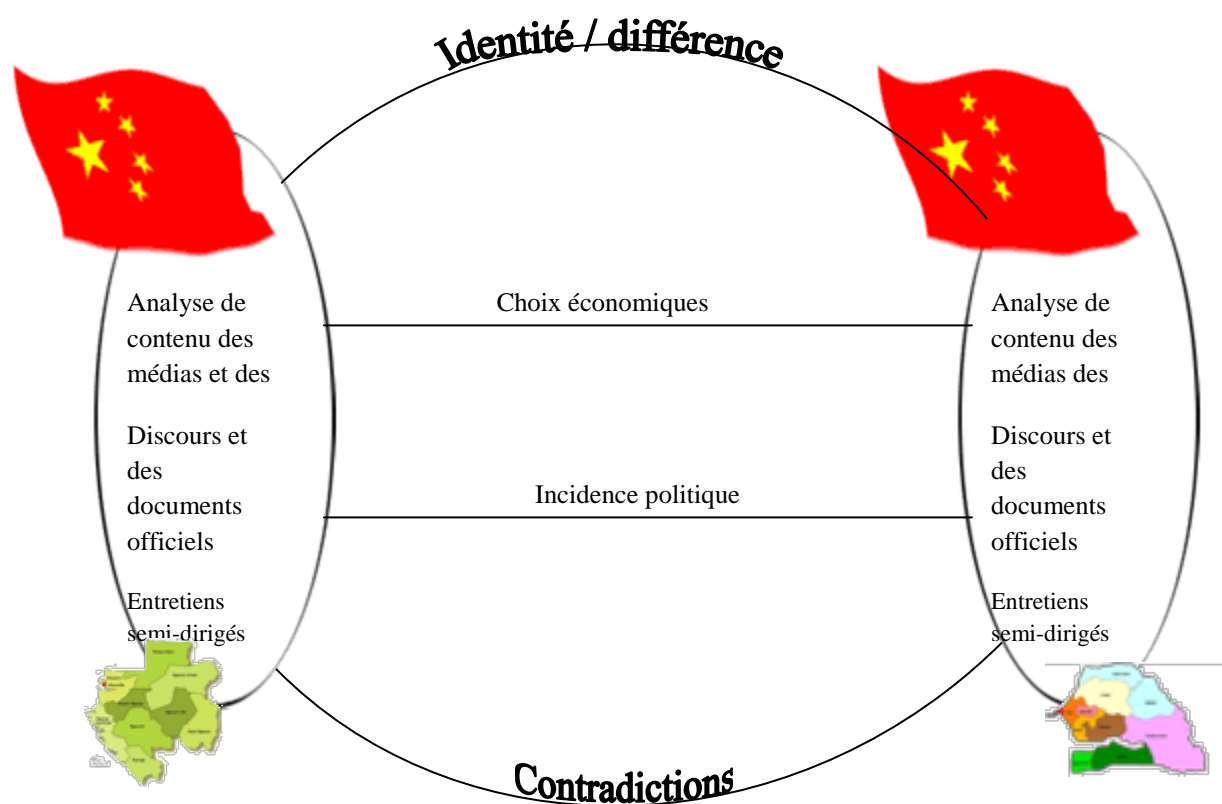 Identité / différence
Analyse de
contenu des
médias et des
Discours et
des
documents
officiels
Entretiens
semi-dirigés
Choix économiques
Incidence politique
Analyse de
contenu des
médias des
Discours et
des
documents
officiels
Entretiens
semi-dirigés
Contradictions